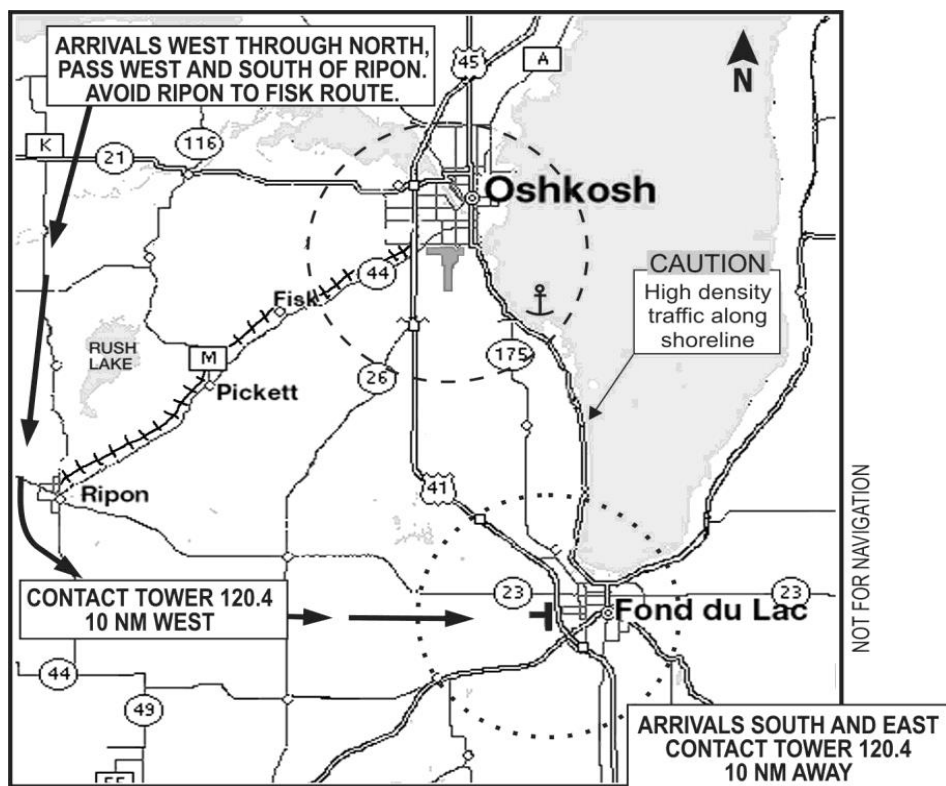 ARRIVALS WEST THROUGH NORTH,
PASS WEST AND SOUTH OF RIPON.
AVOID RIPON TO FISK ROUTE.
45
A
N
K
116
21
Oshkosh
CAUTION
High density
traffic along
shoreline
44
Fisk
RUSH
LAKE
M
175
26
Pickett
41
Ripon
NOT FOR NAVIGATION
CONTACT TOWER 120.4
10 NM WEST
23
23
Fond du Lac
44
49
ARRIVALS SOUTH AND EAST
CONTACT TOWER 120.4
10 NM AWAY